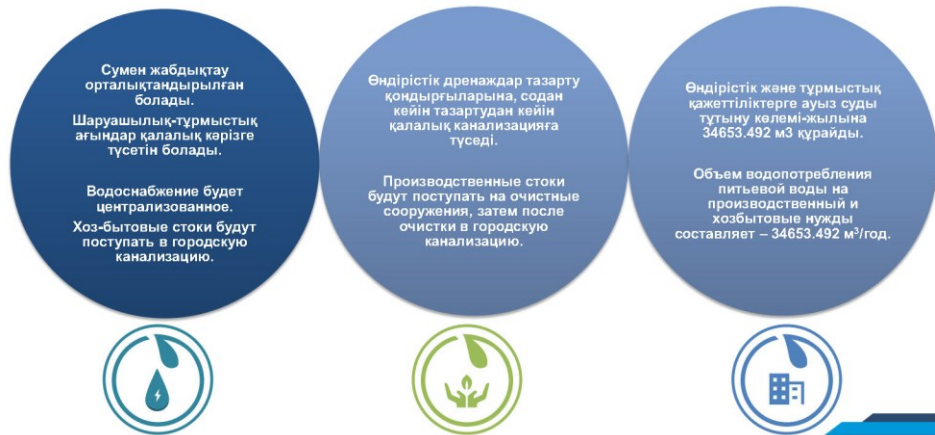 Сумен жабдықтау
орталықтандырылған
болады.
Шаруашылық-тұрмыстық
ағындар қалалық кәрізге
түсетін болады.
Водоснабжение будет
централизованное.
Хоз-бытовые стоки будут
поступать в городскую
канализацию.
Өндірістік дренаждар тазарту
қондырғыларына, содан
кейін тазартудан кейін
қалалық канализацияға
түседі.
Производственные стоки
будут поступать на очистные
сооружения, затем после
очистки в городскую
канализацию.
Өндірістік және тұрмыстық
қажеттіліктерге ауыз суды
тұтыну көлемі-жылына
34653.492 м3 құрайды.
Объем водопотребления
питьевой воды на
производственный и
хозбытовые нужды
составляет – 34653.492 м³/год.